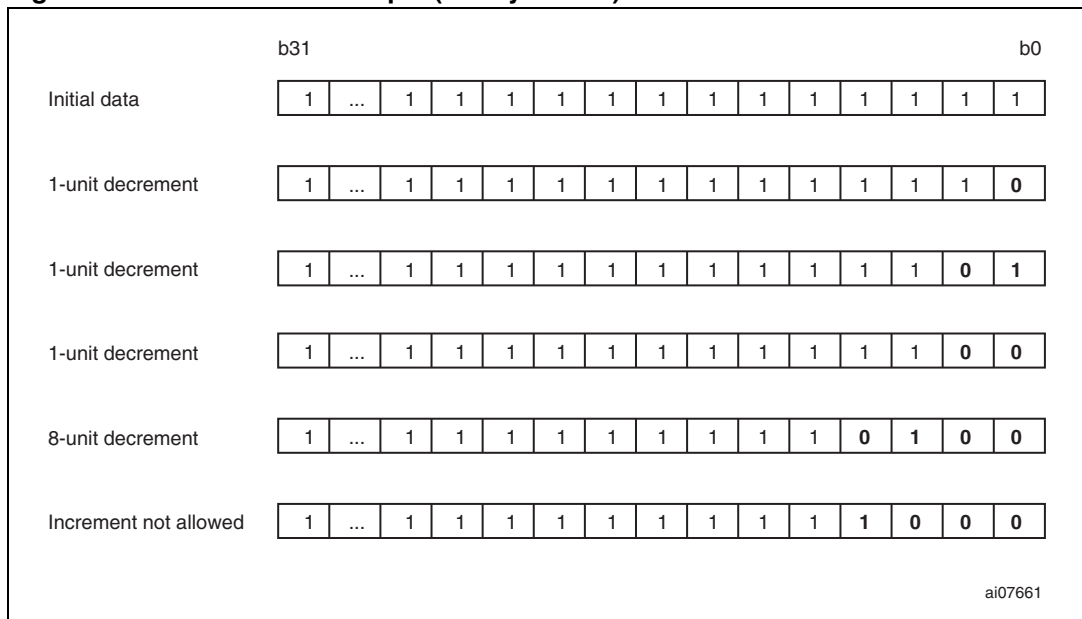 b31 b0
Initial data 1 ... 1 1 1 1 1 1 1 1 1 1 1 1 1
1-unit decrement 1 ... 1 1 1 1 1 1 1 1 1 1 1 1 0
1-unit decrement 1 ... 1 1 1 1 1 1 1 1 1 1 1 0 1
1-unit decrement 1 ... 1 1 1 1 1 1 1 1 1 1 1 0 0
8-unit decrement 1 ... 1 1 1 1 1 1 1 1 1 0 1 0 0
Increment not allowed 1 ... 1 1 1 1 1 1 1 1 1 1 0 0 0
ai07661